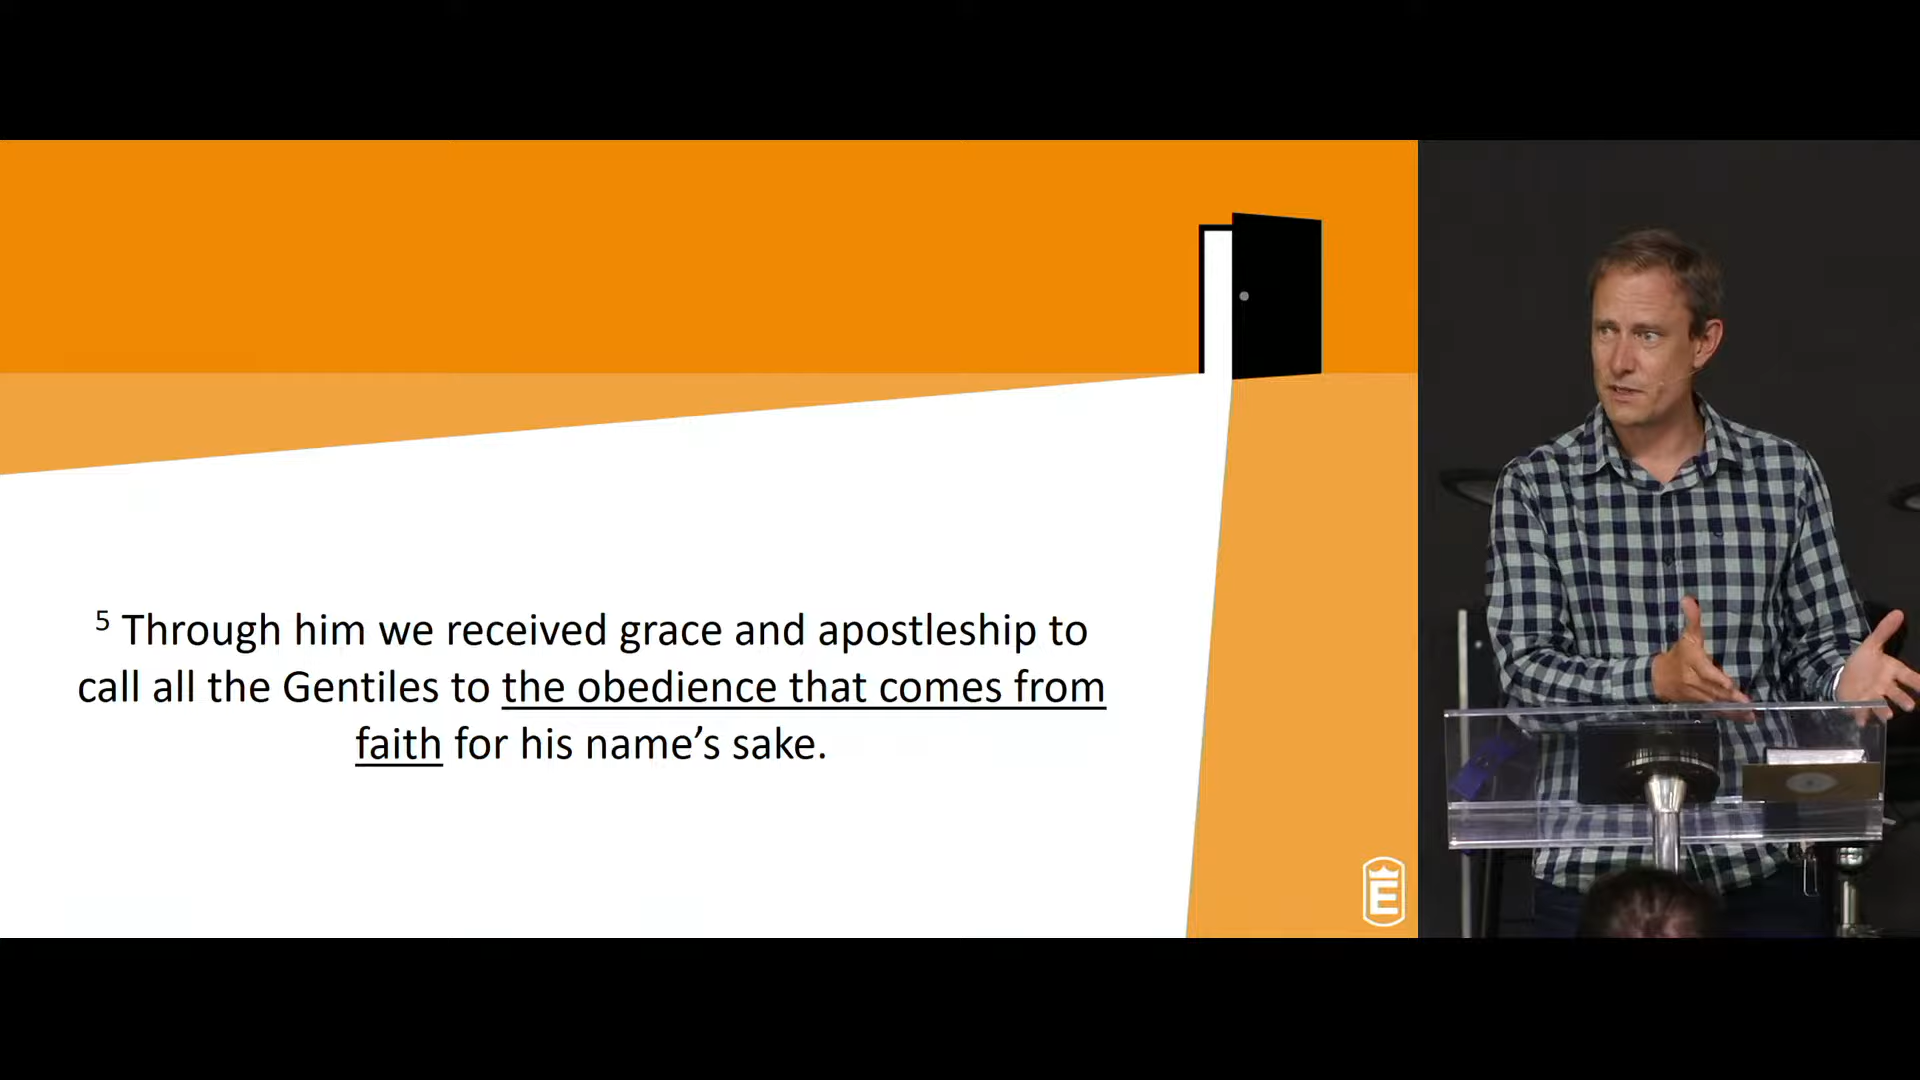 5 Through him we received grace and apostleship to
call all the Gentiles to the obedience that comes from
faith for his name’s sake.
E